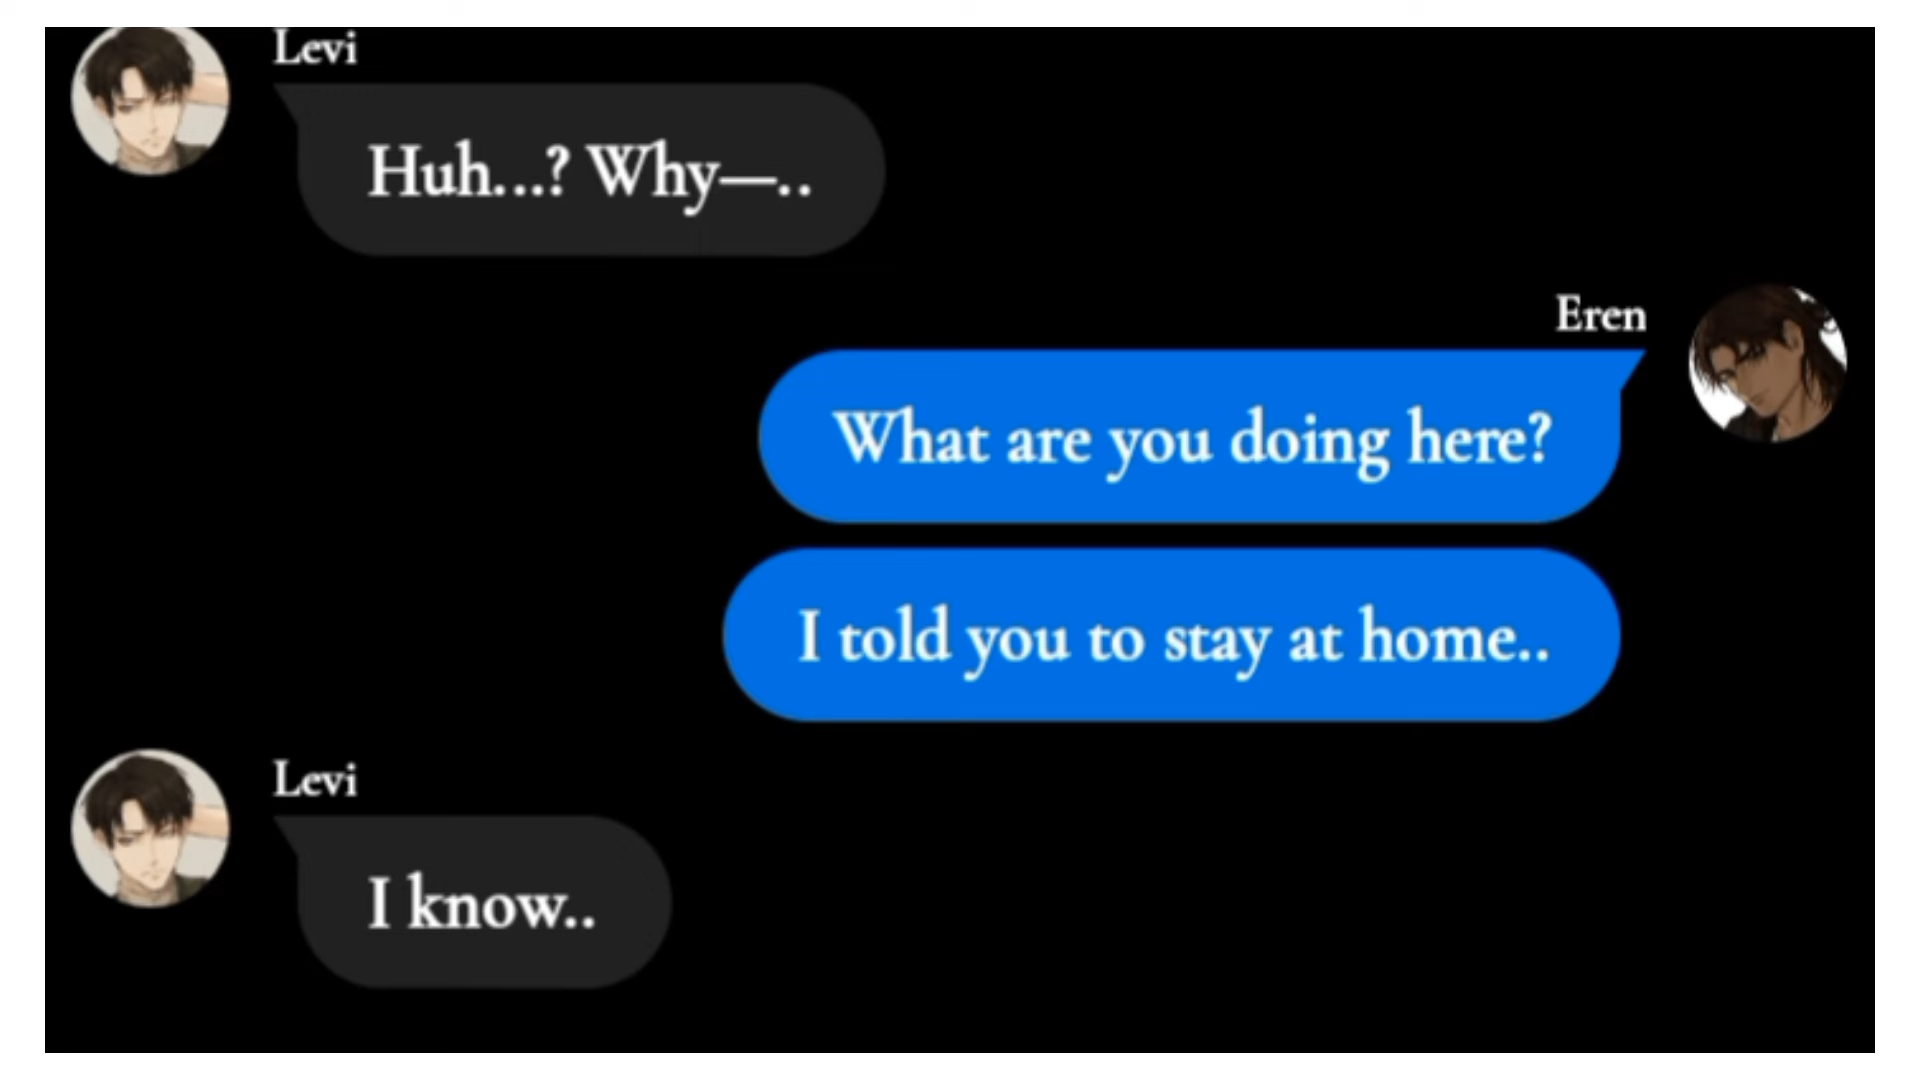 Levi
Huh...? Why—..
Eren
What are you doing here?
I told you to stay at home..
Levi
I know..